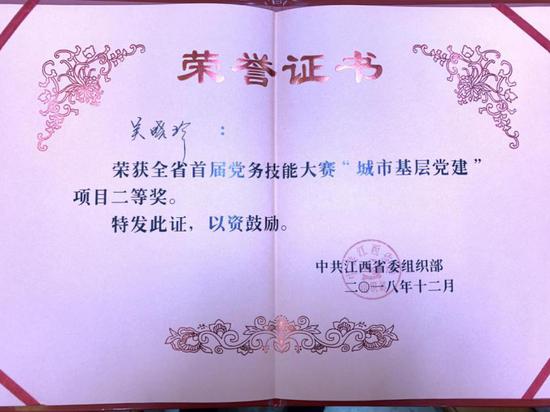 荣誉证书
吴晓珍：
荣获全省首届党务技能大赛“城市基层党建”
项目二等奖。
特发此证，以资鼓励。
中共江西省委组织部
二〇一八年十二月